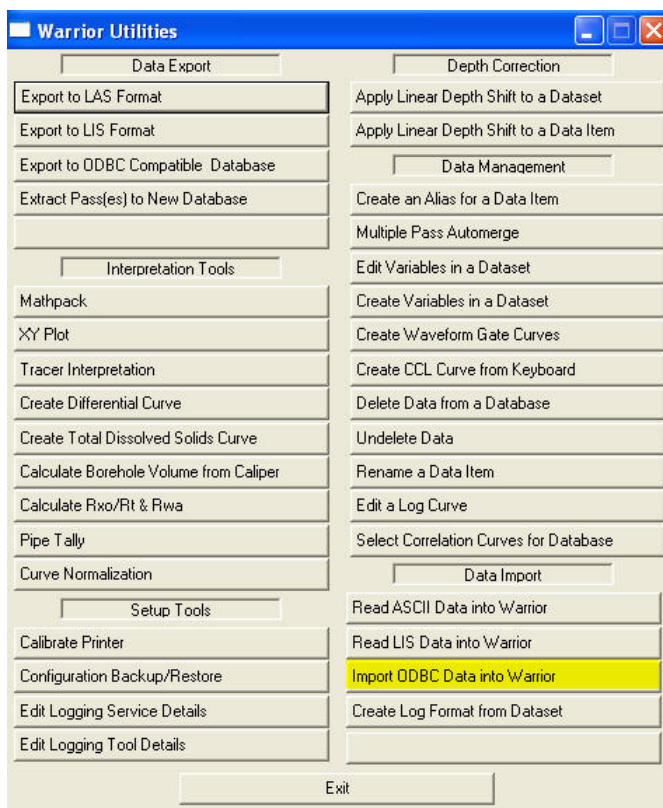 Warrior Utilities
Data Export
Export to LAS Format
Export to LIS Format
Export to ODBC Compatible Database
Extract Pass(es) to New Database
Interpretation Tools
Mathpack
XY Plot
Tracer Interpretation
Create Differential Curve
Create Total Dissolved Solids Curve
Calculate Borehole Volume from Caliper
Calculate Rxo/Rt & Rwa
Pipe Tally
Curve Normalization
Setup Tools
Calibrate Printer
Configuration Backup/Restore
Edit Logging Service Details
Edit Logging Tool Details
Depth Correction
Apply Linear Depth Shift to a Dataset
Apply Linear Depth Shift to a Data Item
Data Management
Create an Alias for a Data Item
Multiple Pass Automerge
Edit Variables in a Dataset
Create Variables in a Dataset
Create Waveform Gate Curves
Create CCL Curve from Keyboard
Delete Data from a Database
Undelete Data
Rename a Data Item
Edit a Log Curve
Select Correlation Curves for Database
Data Import
Read ASCII Data into Warrior
Read LIS Data into Warrior
Import ODBC Data into Warrior
Create Log Format from Dataset
Exit